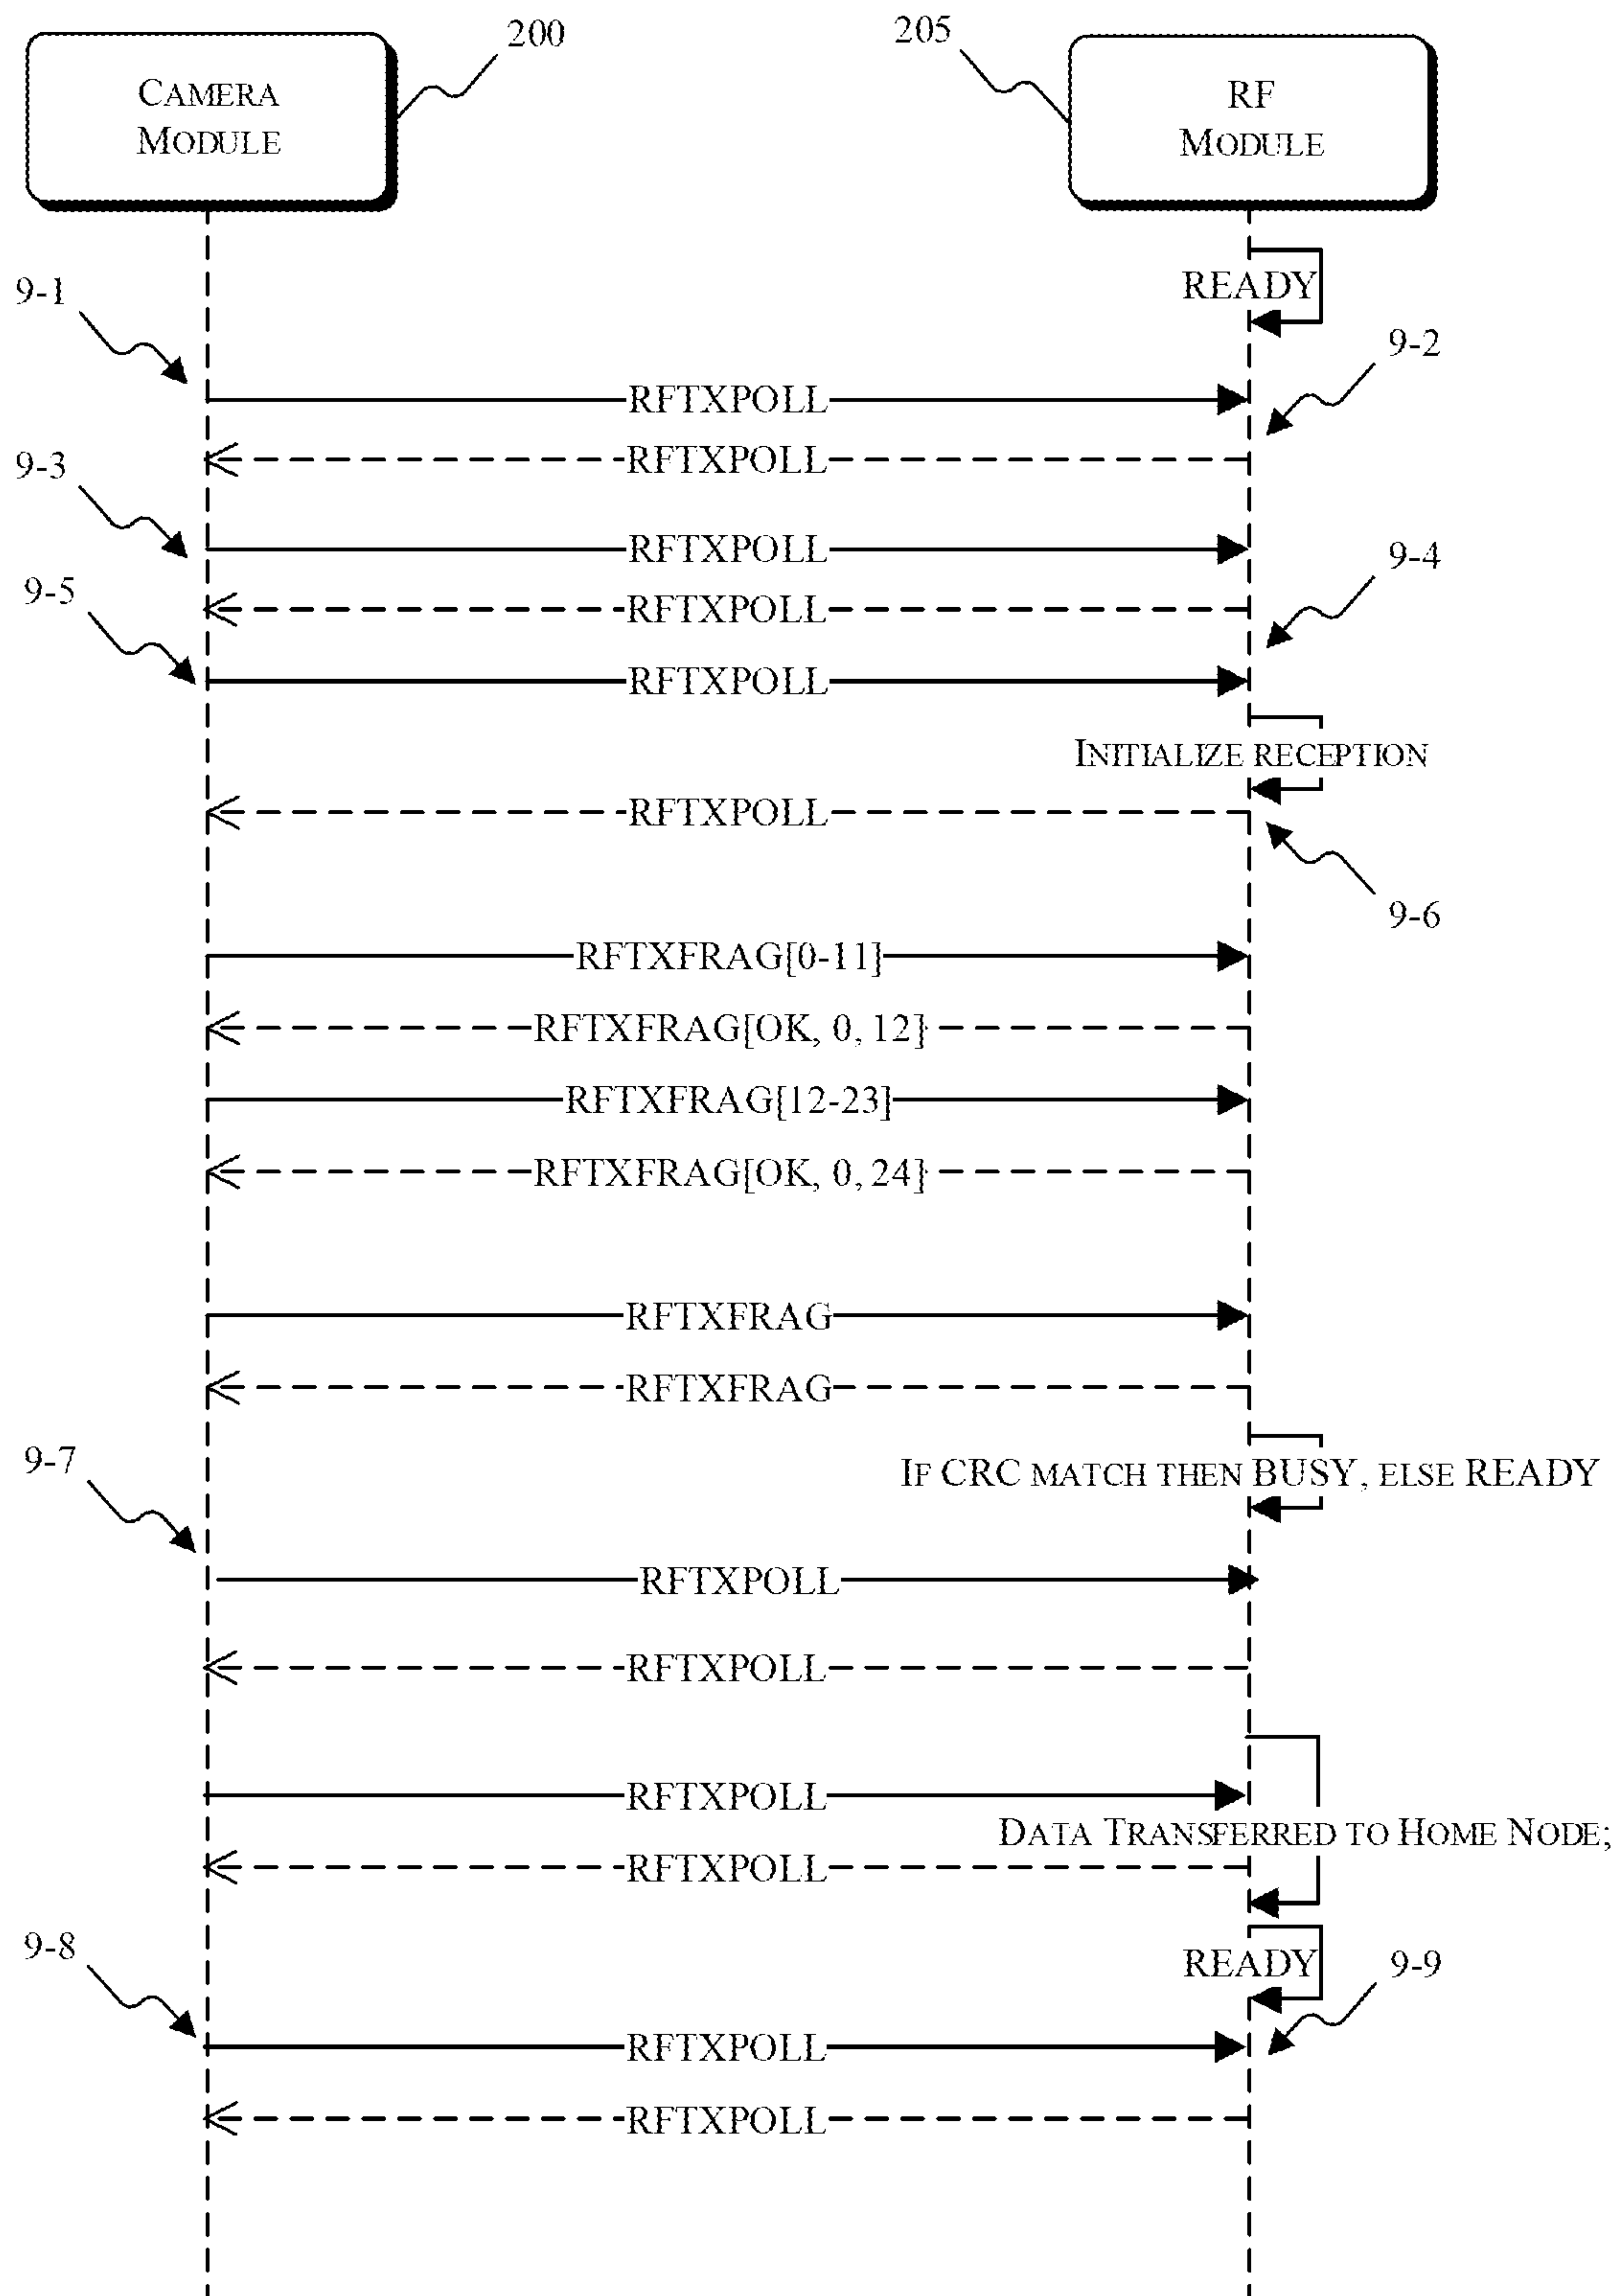 200
205
CAMERA
MODULE
RF
MODULE
READY
9-1
9-2
RFTXPOLL
RFTXPOLL
9-3
RFTXPOLL
9-4
9-5
RFTXPOLL
RFTXPOLL
INITIALIZE RECEPTION
RFTXPOLL
9-6
RFTXFRAG[0-11]
RFTXFRAG[OK, 0, 12]
RFTXFRAG[12-23]
RFTXFRAG[OK, 0, 24]
RFTXFRAG
RFTXFRAG
9-7
IF CRC MATCH THEN BUSY, ELSE READY
RFTXPOLL
RFTXPOLL
RFTXPOLL
DATA TRANSFERRED TO HOME NODE;
RFTXPOLL
9-8
READY
9-9
RFTXPOLL
RFTXPOLL